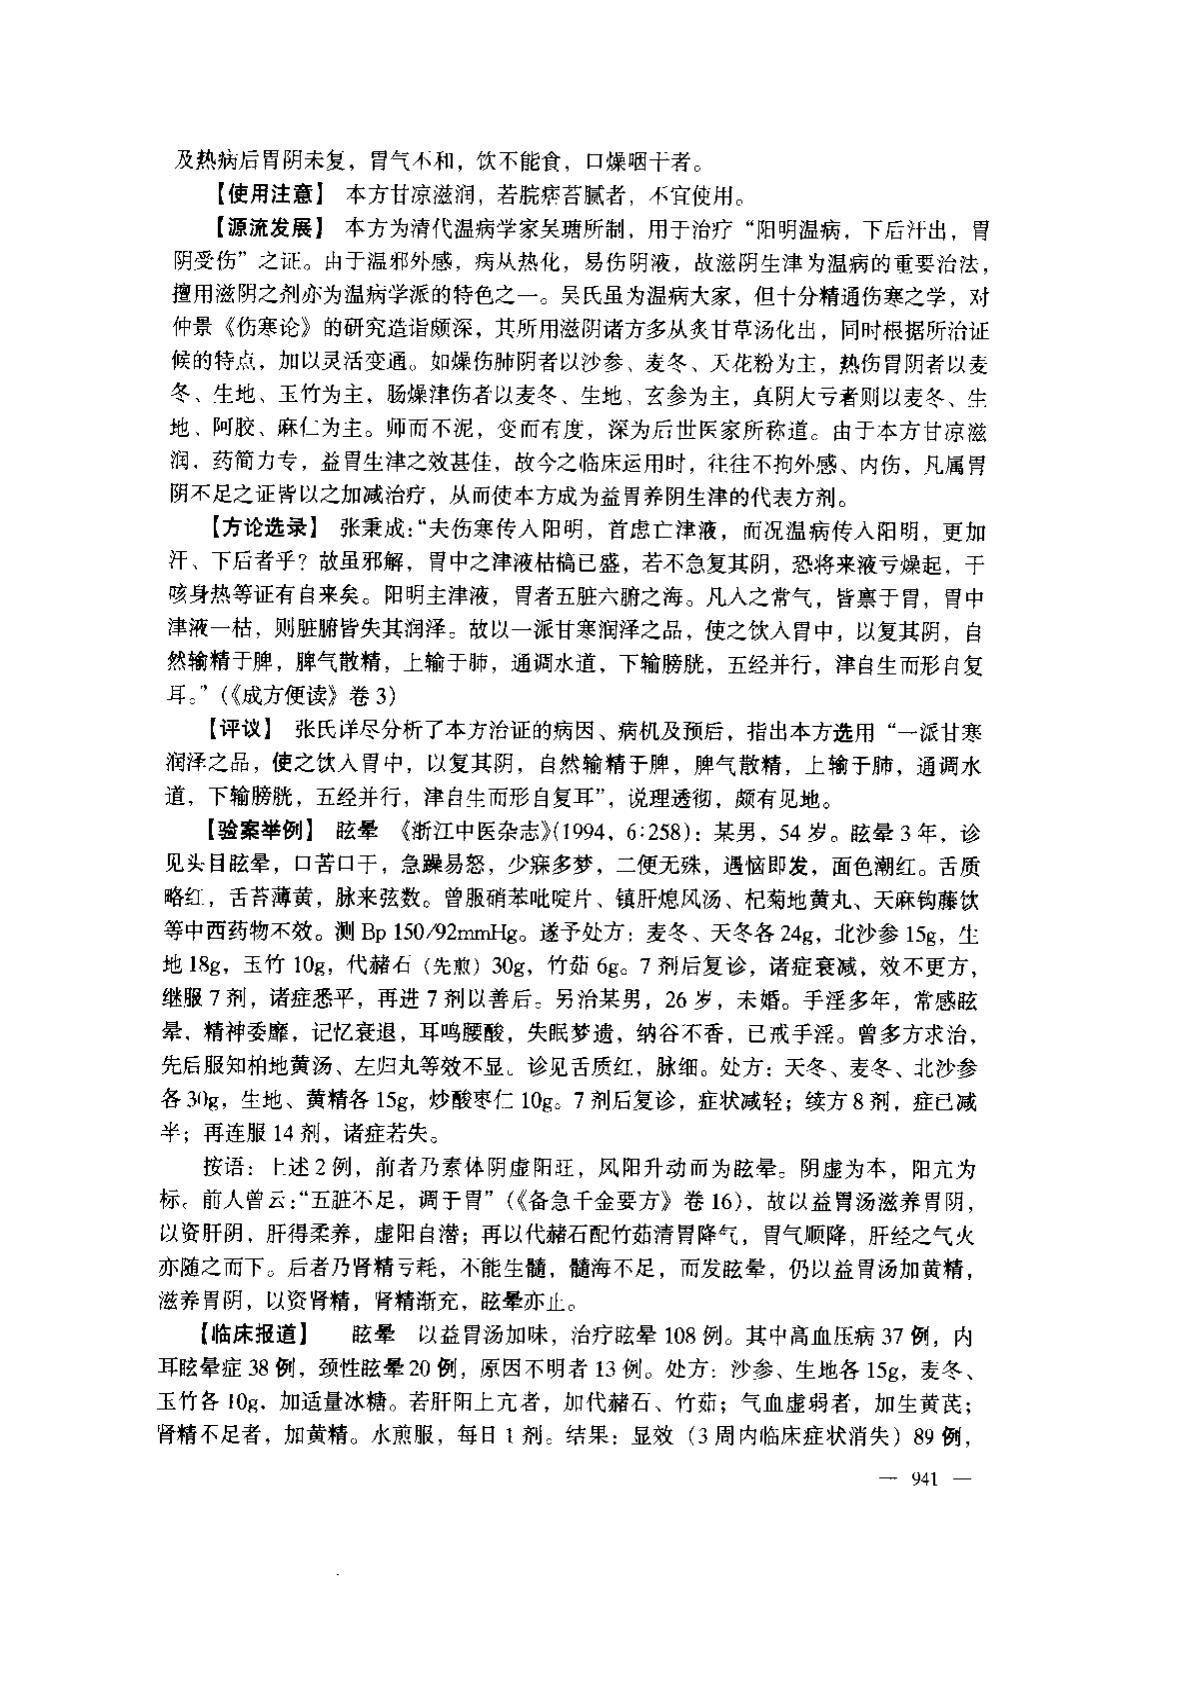 及热病后胃阴未复，胃气不和，饮不能食，口燥咽干者。
【使用注意】 本方甘凉滋润，若脘痞苔腻者，不宜使用。
【源流发展】 本方为清代温病学家吴瑭所制，用于治疗“阳明温病，下后汗出，胃
阴受伤”之证。由于温邪外感，病从热化，易伤阴液，故滋阴生津为温病的重要治法，
擅用滋阴之剂亦为温病学派的特色之一。吴氏虽为温病大家，但十分精通伤寒之学，对
仲景《伤寒论》的研究造诣颇深，其所用滋阴诸方多从炙甘草汤化出，同时根据所治证
候的特点，加以灵活变通。如燥伤肺阴者以沙参、麦冬、天花粉为主，热伤胃阴者以麦
冬、生地、玉竹为主，肠燥津伤者以麦冬、生地、玄参为主，真阴大亏者则以麦冬、生
地、阿胶、麻仁为主。师而不泥，变而有度，深为后世医家所称道。由于本方甘凉滋
润，药简力专，益胃生津之效甚佳，故今之临床运用时，往往不拘外感、内伤，凡属胃
阴不足之证皆以之加减治疗，从而使本方成为益胃养阴生津的代表方剂。
【方论选录】 张秉成：“夫伤寒传入阳明，首虑亡津液，而况温病传入阳明，更加
汗、下后者乎？故虽邪解，胃中之津液枯槁已盛，若不急复其阴，恐将来液亏燥起，干
咳身热等证有自来矣。阳明主津液，胃者五脏六腑之海。凡人之常气，皆禀于胃，胃中
津液一枯，则脏腑皆失其润泽。故以一派甘寒润泽之品，使之饮入胃中，以复其阴，自
然输精于脾，脾气散精，上输于肺，通调水道，下输膀胱，五经并行，津自生而形自复
耳。”（《成方便读》卷 3）
【评议】 张氏详尽分析了本方治证的病因、病机及预后，指出本方选用“一派甘寒
润泽之品，使之饮入胃中，以复其阴，自然输精于脾，脾气散精，上输于肺，通调水
道，下输膀胱，五经并行，津自生而形自复耳”，说理透彻，颇有见地。
【验案举例】 眩晕 《浙江中医杂志》（1994，6：258）：某男，54 岁。眩晕 3 年，诊
见头目眩晕，口苦口干，急躁易怒，少寐多梦，二便无殊，遇恼即发，面色潮红。舌质
略红，舌苔薄黄，脉来弦数。曾服硝苯吡啶片、镇肝熄风汤、杞菊地黄丸、天麻钩藤饮
等中西药物不效。测 Bp 150/92mmHg。遂予处方：麦冬、天冬各 24g，北沙参 15g，生
地 18g，玉竹 10g，代赭石（先煎）30g，竹茹 6g。7 剂后复诊，诸症衰减，效不更方，
继服 7 剂，诸症悉平，再进 7 剂以善后。另治某男，26 岁，未婚。手淫多年，常感眩
晕，精神委靡，记忆衰退，耳鸣腰酸，失眠梦遗，纳谷不香，已戒手淫。曾多方求治，
先后服知柏地黄汤、左归丸等效不显。诊见舌质红，脉细。处方：天冬、麦冬、北沙参
各 30g，生地、黄精各 15g，炒酸枣仁 10g。7 剂后复诊，症状减轻；续方 8 剂，症已减
半；再连服 14 剂，诸症若失。
按语：上述 2 例，前者乃素体阴虚阳旺，风阳升动而为眩晕。阴虚为本，阳亢为
标。前人曾云：“五脏不足，调于胃”（《备急千金要方》卷 16），故以益胃汤滋养胃阴，
以资肝阴，肝得柔养，虚阳自潜；再以代赭石配竹茹清胃降气，胃气顺降，肝经之气火
亦随之而下。后者乃肾精亏耗，不能生髓，髓海不足，而发眩晕，仍以益胃汤加黄精，
滋养胃阴，以资肾精，肾精渐充，眩晕亦止。
【临床报道】 眩晕 以益胃汤加味，治疗眩晕 108 例。其中高血压病 37 例，内
耳眩晕症 38 例，颈性眩晕 20 例，原因不明者 13 例。处方：沙参、生地各 15g，麦冬、
玉竹各 10g，加适量冰糖。若肝阳上亢者，加代赭石、竹茹；气血虚弱者，加生黄芪；
肾精不足者，加黄精。水煎服，每日 1 剂。结果：显效（3 周内临床症状消失）89 例，
— 941 —